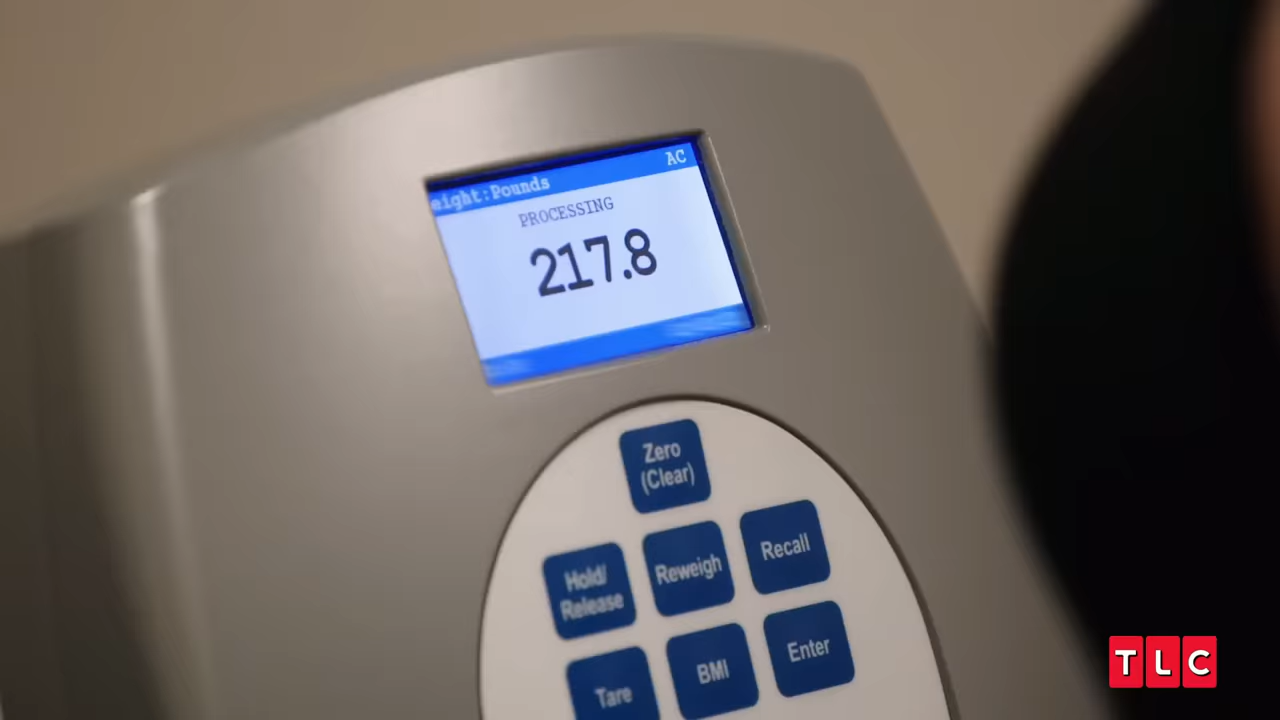 eight:Pounds AC
PROCESSING
217.8
Zero
(Clear)
Hold/
Release
Reweigh
Recall
Tare
BMI
Enter
TLC